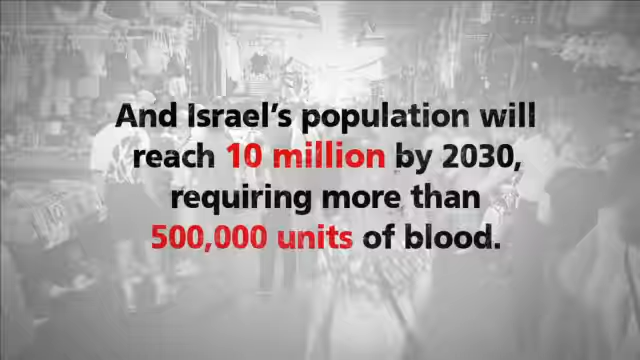 And Israel's population will
reach 10 million by 2030,
requiring more than
500,000 units of blood.